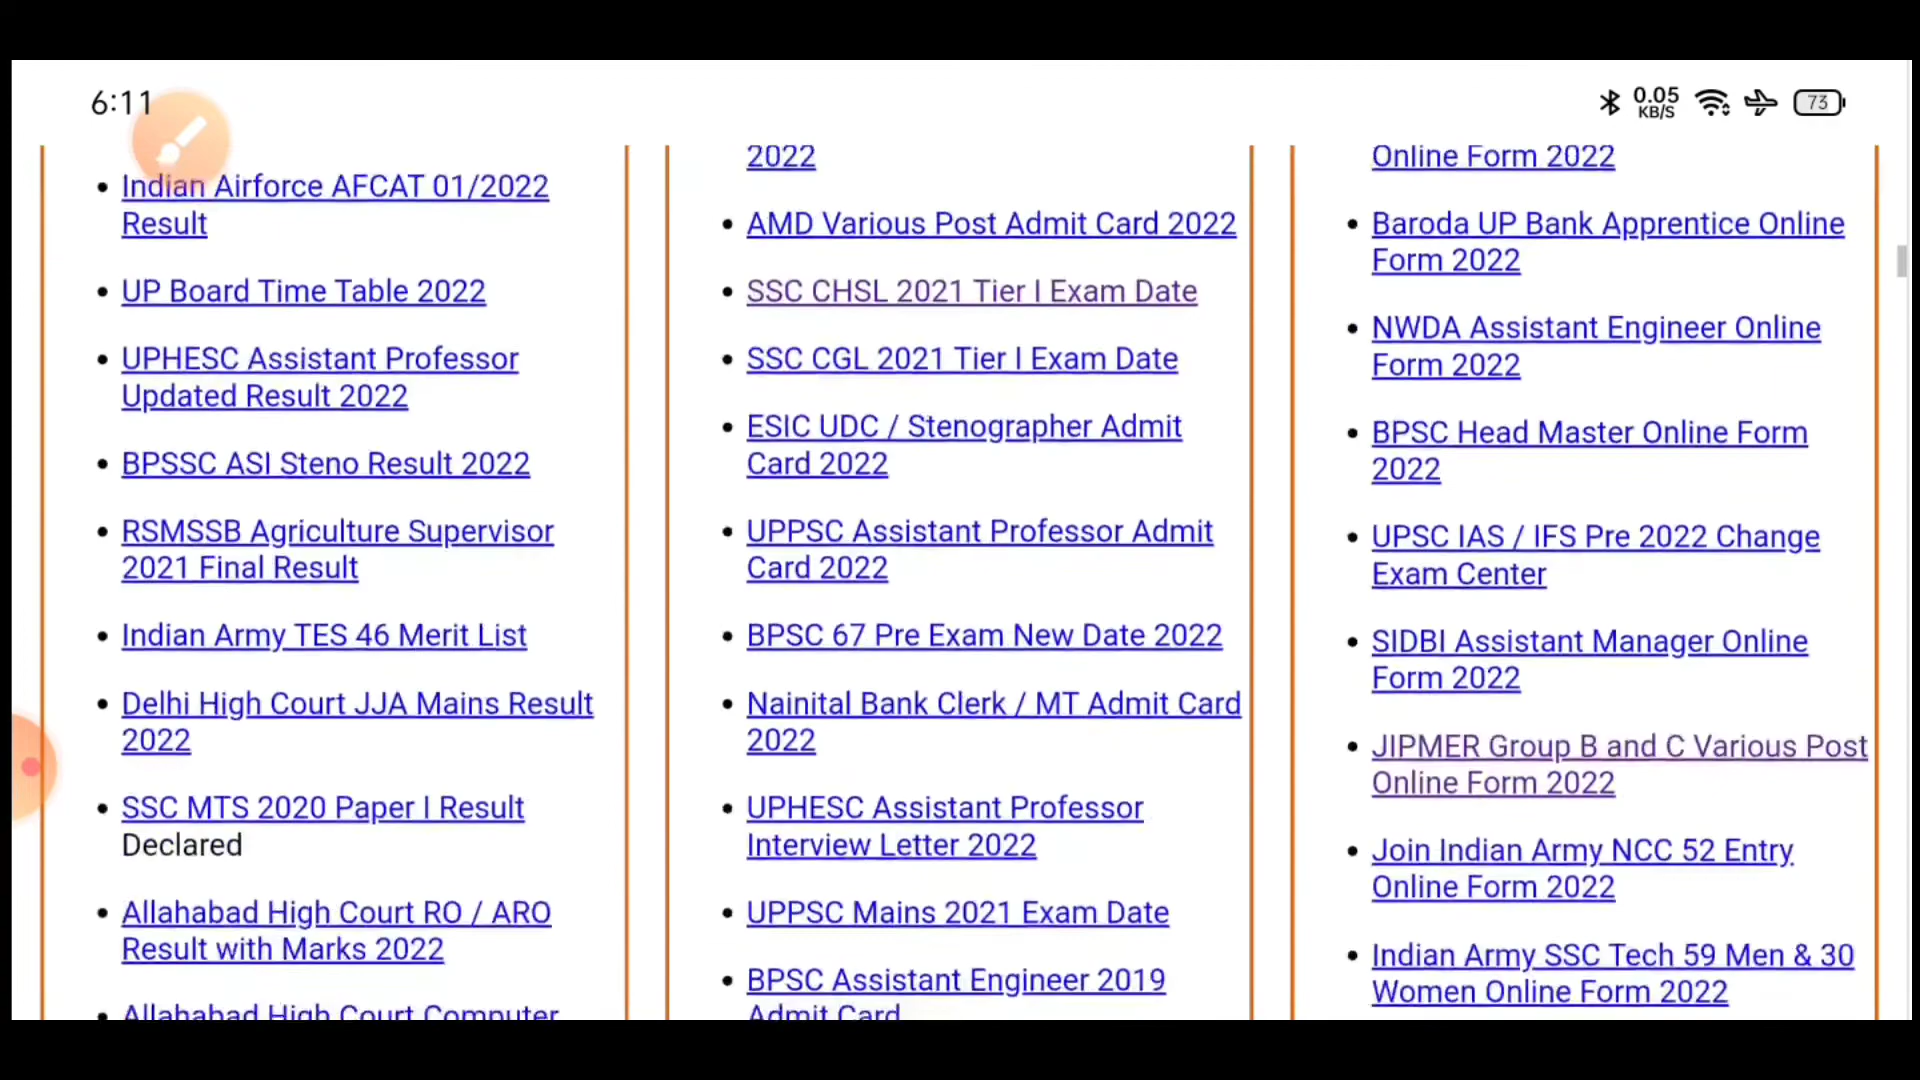 6:11
0.05
KB/S
73
Indian Airforce AFCAT 01/2022
Result
UP Board Time Table 2022
UPHESC Assistant Professor
Updated Result 2022
BPSSC ASI Steno Result 2022
RSMSSB Agriculture Supervisor
2021 Final Result
Indian Army TES 46 Merit List
Delhi High Court JJA Mains Result
2022
SSC MTS 2020 Paper I Result
Declared
Allahabad High Court RO / ARO
Result with Marks 2022
Allahabad High Court Computer
2022
AMD Various Post Admit Card 2022
SSC CHSL 2021 Tier I Exam Date
SSC CGL 2021 Tier I Exam Date
ESIC UDC / Stenographer Admit
Card 2022
UPPSC Assistant Professor Admit
Card 2022
BPSC 67 Pre Exam New Date 2022
Nainital Bank Clerk / MT Admit Card
2022
UPHESC Assistant Professor
Interview Letter 2022
UPPSC Mains 2021 Exam Date
BPSC Assistant Engineer 2019
Admit Card
Online Form 2022
Baroda UP Bank Apprentice Online
Form 2022
NWDA Assistant Engineer Online
Form 2022
BPSC Head Master Online Form
2022
UPSC IAS / IFS Pre 2022 Change
Exam Center
SIDBI Assistant Manager Online
Form 2022
JIPMER Group B and C Various Post
Online Form 2022
Join Indian Army NCC 52 Entry
Online Form 2022
Indian Army SSC Tech 59 Men & 30
Women Online Form 2022